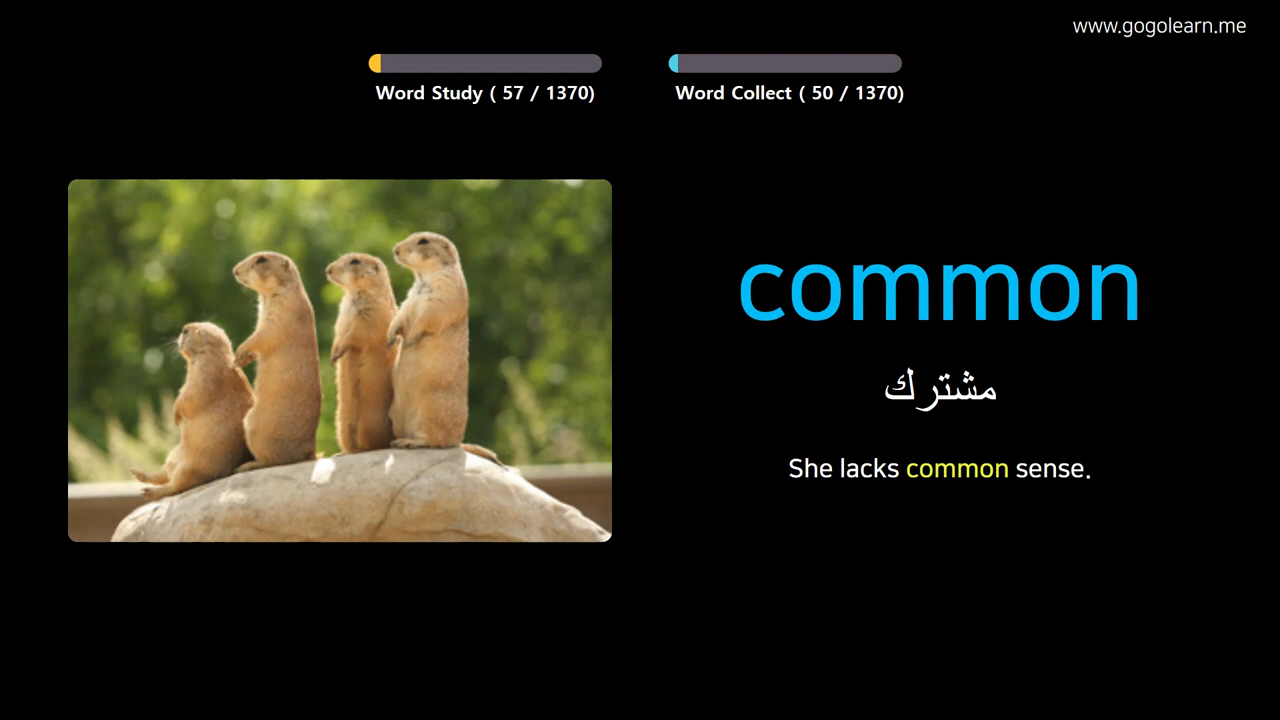 www.gogolearn.me
Word Study ( 57 / 1370)
Word Collect ( 50 / 1370)
common
مشترك
She lacks common sense.